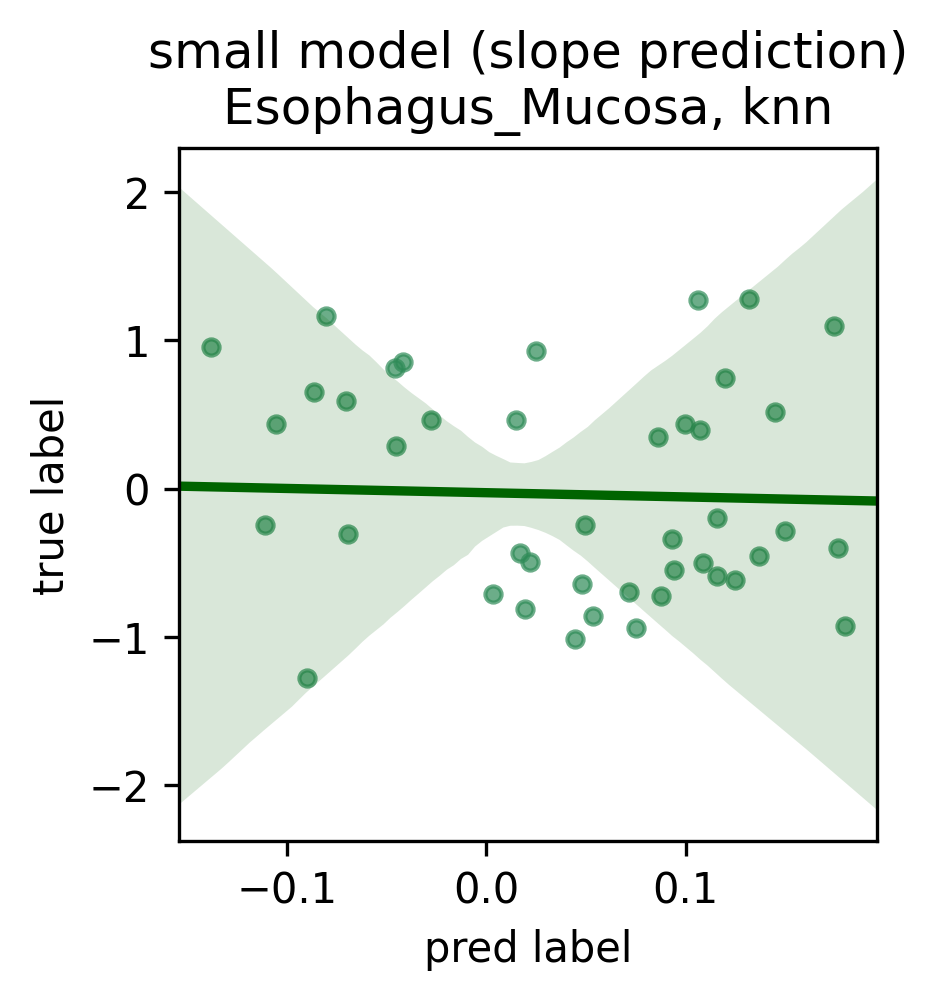 small model (slope prediction)
Esophagus_Mucosa, knn
2
1
0
−1
−2
true label
−0.1
0.0
0.1
pred label